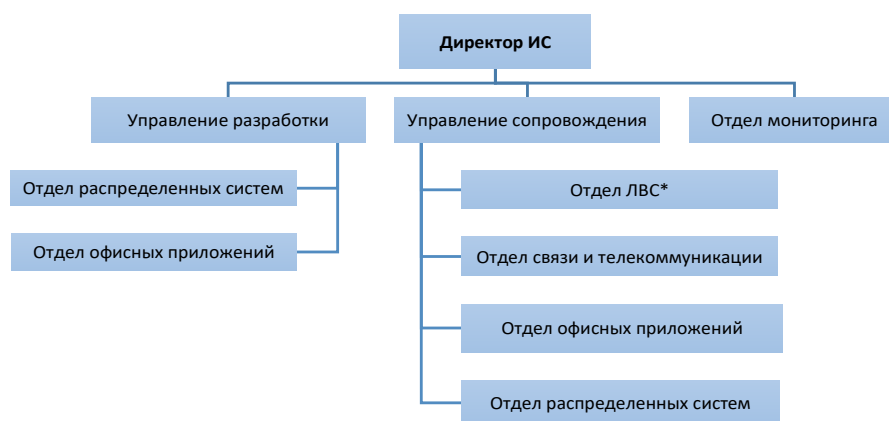 Директор ИС
Управление разработки
Управление сопровождения
Отдел мониторинга
Отдел распределенных систем
Отдел офисных приложений
Отдел ЛВС*
Отдел связи и телекоммуникации
Отдел офисных приложений
Отдел распределенных систем